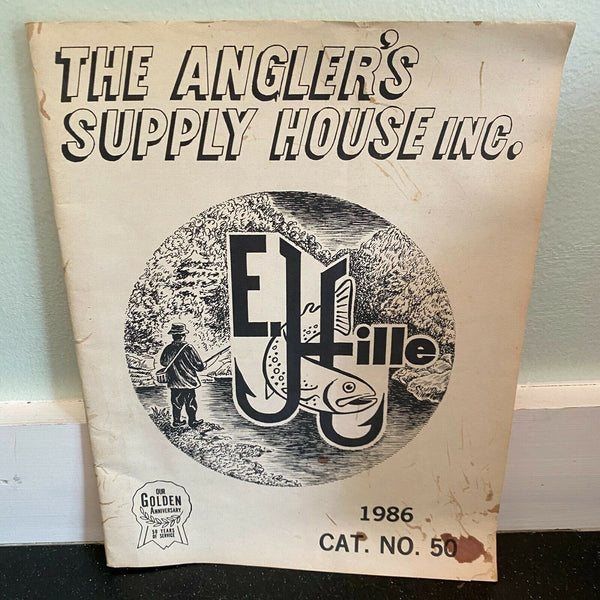 THE ANGLER'S
SUPPLY HOUSE INC.
E. Hille
OUR
GOLDEN
ANNIVERSARY
50 YEARS
OF SERVICE
1986
CAT. NO. 50